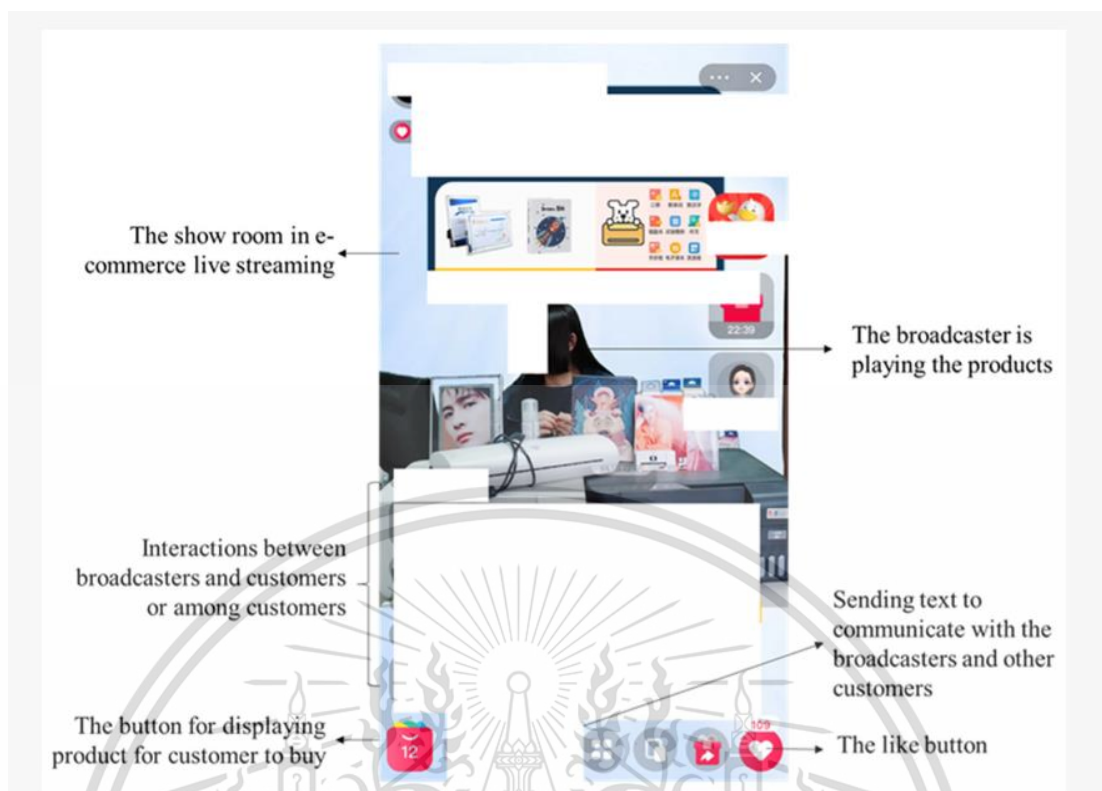 The show room in e-
commerce live streaming
22:39
The broadcaster is
playing the products
Interactions between
broadcasters and customers
or among customers
Sending text to
communicate with the
broadcasters and other
customers
The button for displaying
product for customer to buy
12
109
The like button